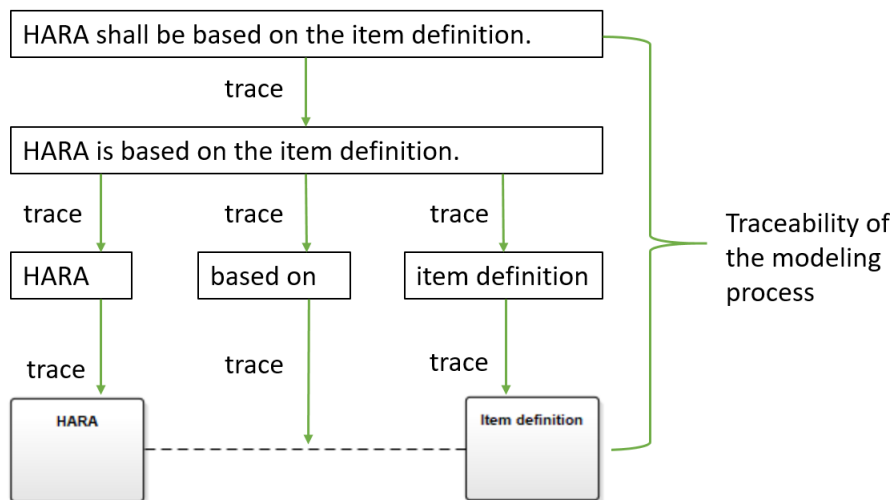 HARA shall be based on the item definition.
trace
HARA is based on the item definition.
trace trace trace
HARA based on item definition
trace trace trace
HARA Item definition
Traceability of
the modeling
process